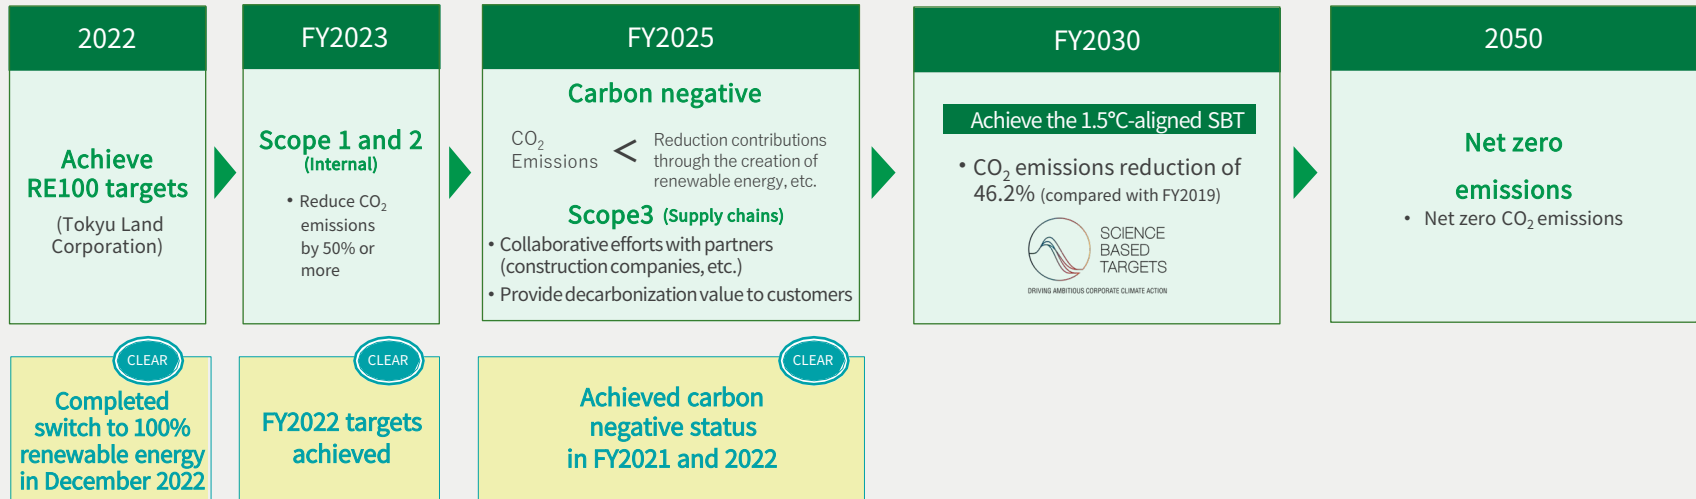 2022
Achieve
RE100 targets
(Tokyu Land
Corporation)
FY2023
Scope 1 and 2
(Internal)
• Reduce CO2
emissions
by 50% or
more
FY2025
Carbon negative
CO2
Emissions
<
Reduction contributions
through the creation of
renewable energy, etc.
Scope3 (Supply chains)
• Collaborative efforts with partners
(construction companies, etc.)
• Provide decarbonization value to customers
FY2030
Achieve the 1.5°C-aligned SBT
• CO2 emissions reduction of
46.2% (compared with FY2019)
SCIENCE
BASED
TARGETS
DRIVING AMBITIOUS CORPORATE CLIMATE ACTION
2050
Net zero
emissions
• Net zero CO2 emissions
CLEAR
Completed
switch to 100%
renewable energy
in December 2022
CLEAR
FY2022 targets
achieved
CLEAR
Achieved carbon
negative status
in FY2021 and 2022